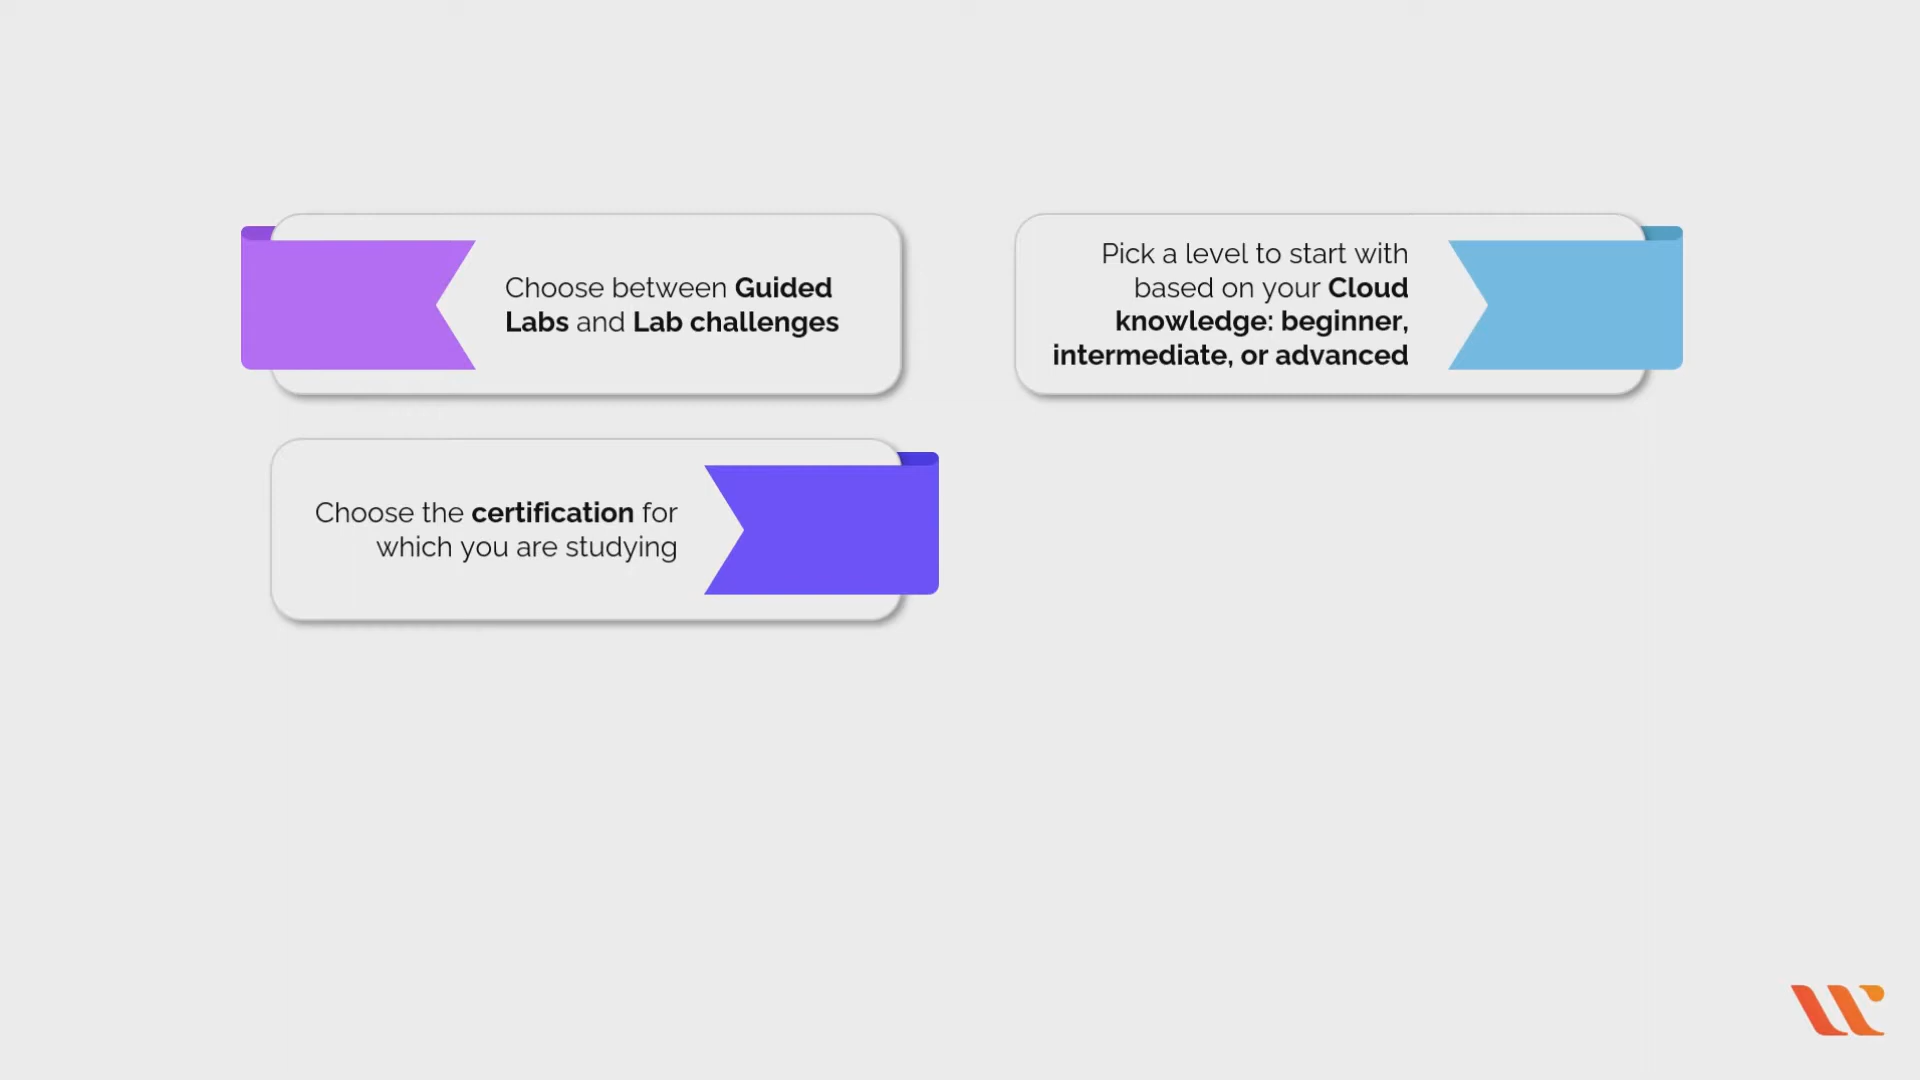 Choose between Guided
Labs and Lab challenges
Pick a level to start with
based on your Cloud
knowledge: beginner,
intermediate, or advanced
Choose the certification for
which you are studying